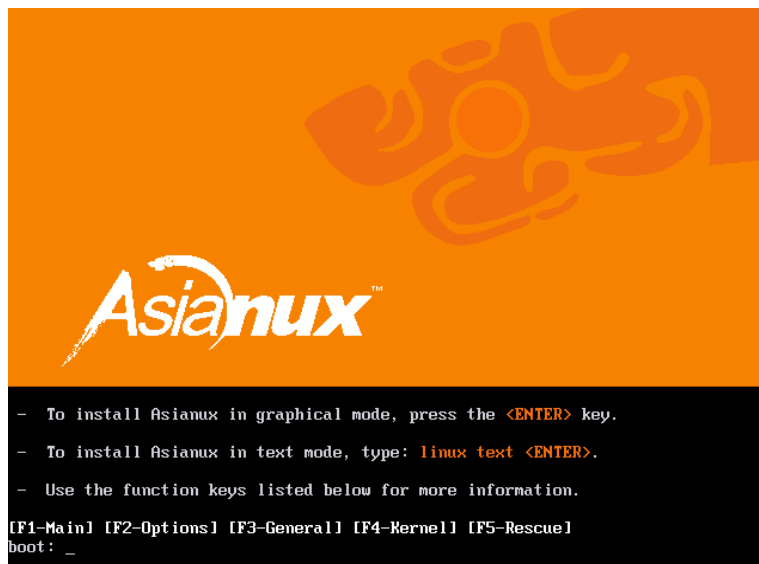 Asianux™
- To install Asianux in graphical mode, press the <ENTER> key.
- To install Asianux in text mode, type: linux text <ENTER>.
- Use the function keys listed below for more information.
[F1-Main] [F2-Options] [F3-General] [F4-Kernel] [F5-Rescue]
boot: _